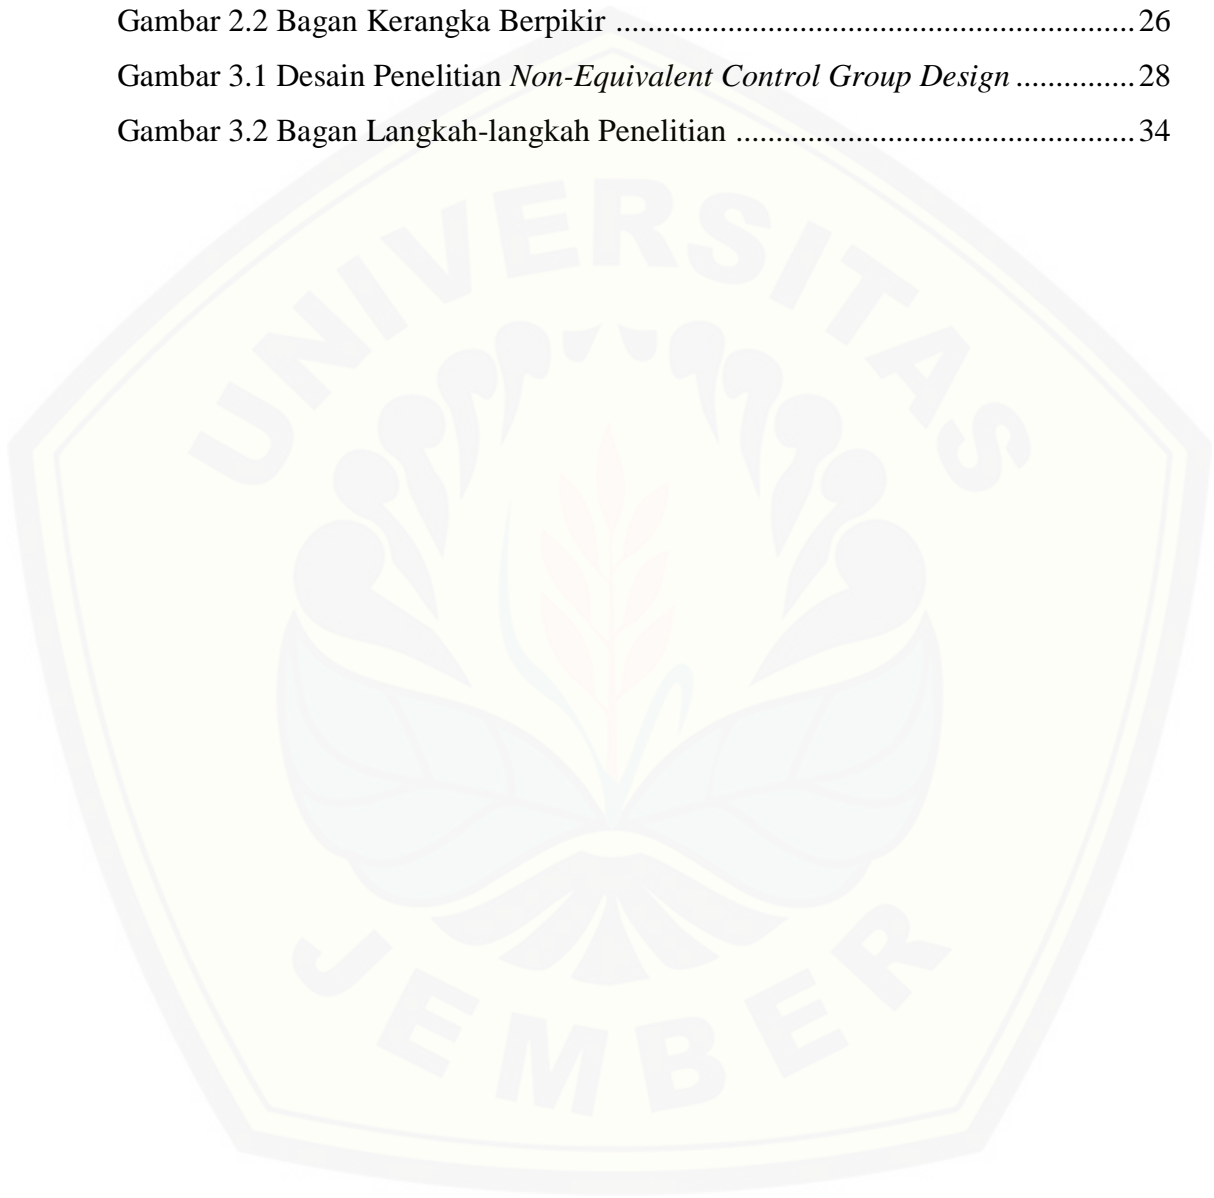 Gambar 2.2 Bagan Kerangka Berpikir ................................................................. 26
Gambar 3.1 Desain Penelitian Non-Equivalent Control Group Design ............... 28
Gambar 3.2 Bagan Langkah-langkah Penelitian .................................................. 34
UNIVERSITAS
JEMBER